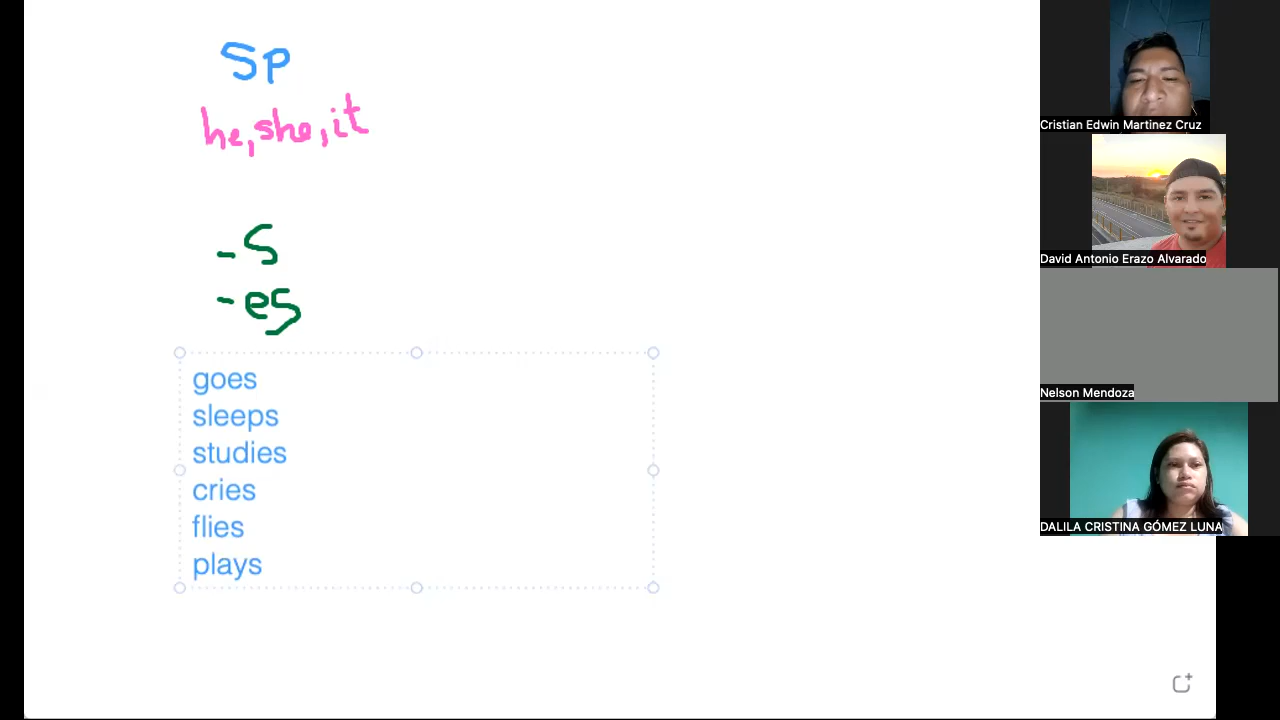 Sp
he, she, it
-s
-es
goes
sleeps
studies
cries
flies
plays
Cristian Edwin Martinez Cruz
David Antonio Erazo Alvarado
Nelson Mendoza
DALILA CRISTINA GÓMEZ LUNA